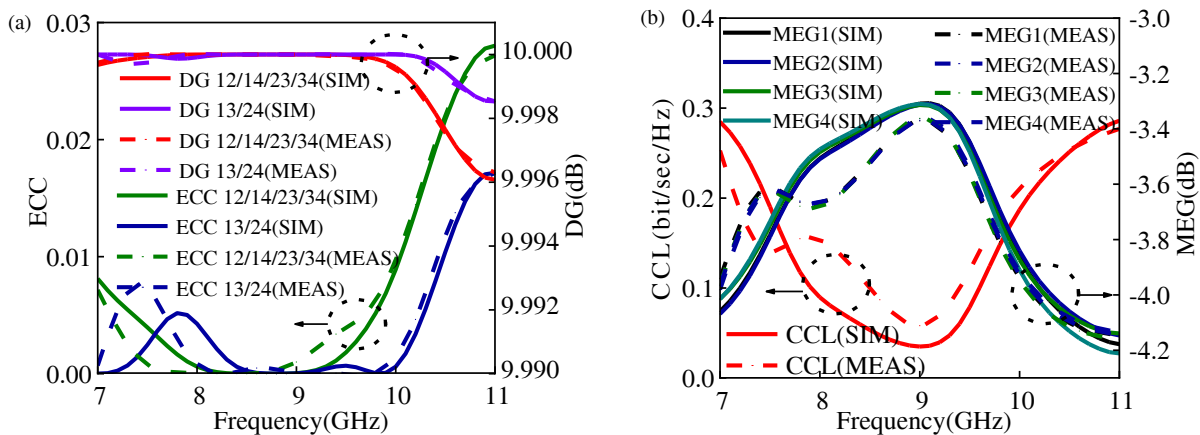 (a)
0.03
0.02
0.01
0.00
ECC
10.000
9.998
9.996
9.994
9.992
9.990
DG(dB)
DG 12/14/23/34(SIM)
DG 13/24(SIM)
DG 12/14/23/34(MEAS)
DG 13/24(MEAS)
ECC 12/14/23/34(SIM)
ECC 13/24(SIM)
ECC 12/14/23/34(MEAS)
ECC 13/24(MEAS)
7 8 9 10 11
Frequency(GHz)
(b)
0.4
0.3
0.2
0.1
0.0
CCL(bit/sec/Hz)
-3.0
-3.2
-3.4
-3.6
-3.8
-4.0
-4.2
MEG(dB)
MEG1(SIM)
MEG2(SIM)
MEG3(SIM)
MEG4(SIM)
MEG1(MEAS)
MEG2(MEAS)
MEG3(MEAS)
MEG4(MEAS)
CCL(SIM)
CCL(MEAS)
7 8 9 10 11
Frequency(GHz)